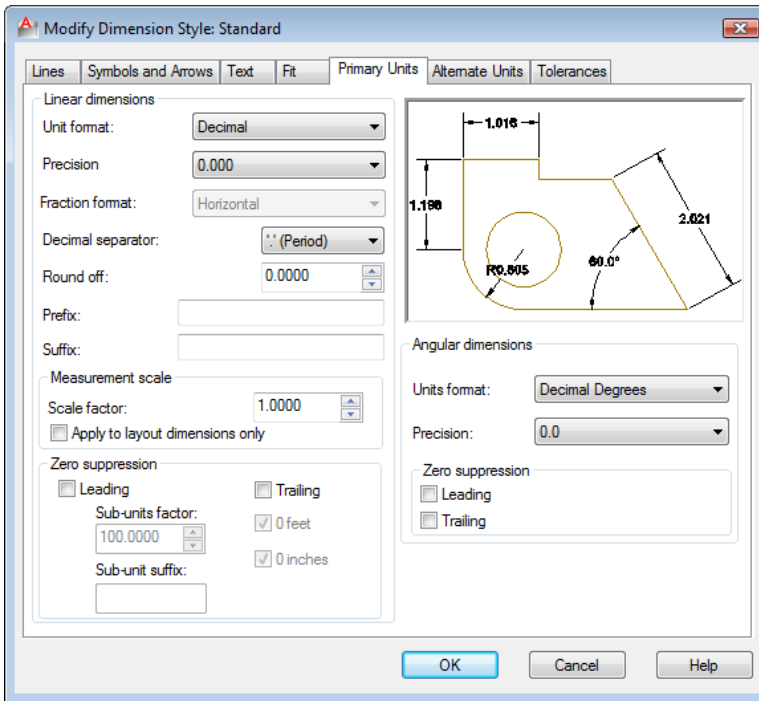 Modify Dimension Style: Standard
Lines Symbols and Arrows Text Fit Primary Units Alternate Units Tolerances
Linear dimensions
Unit format: Decimal
Precision 0.000
Fraction format: Horizontal
Decimal separator: '.' (Period)
Round off: 0.0000
Prefix:
Suffix:
Measurement scale
Scale factor: 1.0000
Apply to layout dimensions only
Zero suppression
Leading Trailing
Sub-units factor: 0 feet
100.0000
0 inches
Sub-unit suffix:
1.016
1.198
2.021
60.0°
R0.805
Angular dimensions
Units format: Decimal Degrees
Precision: 0.0
Zero suppression
Leading
Trailing
OK Cancel Help